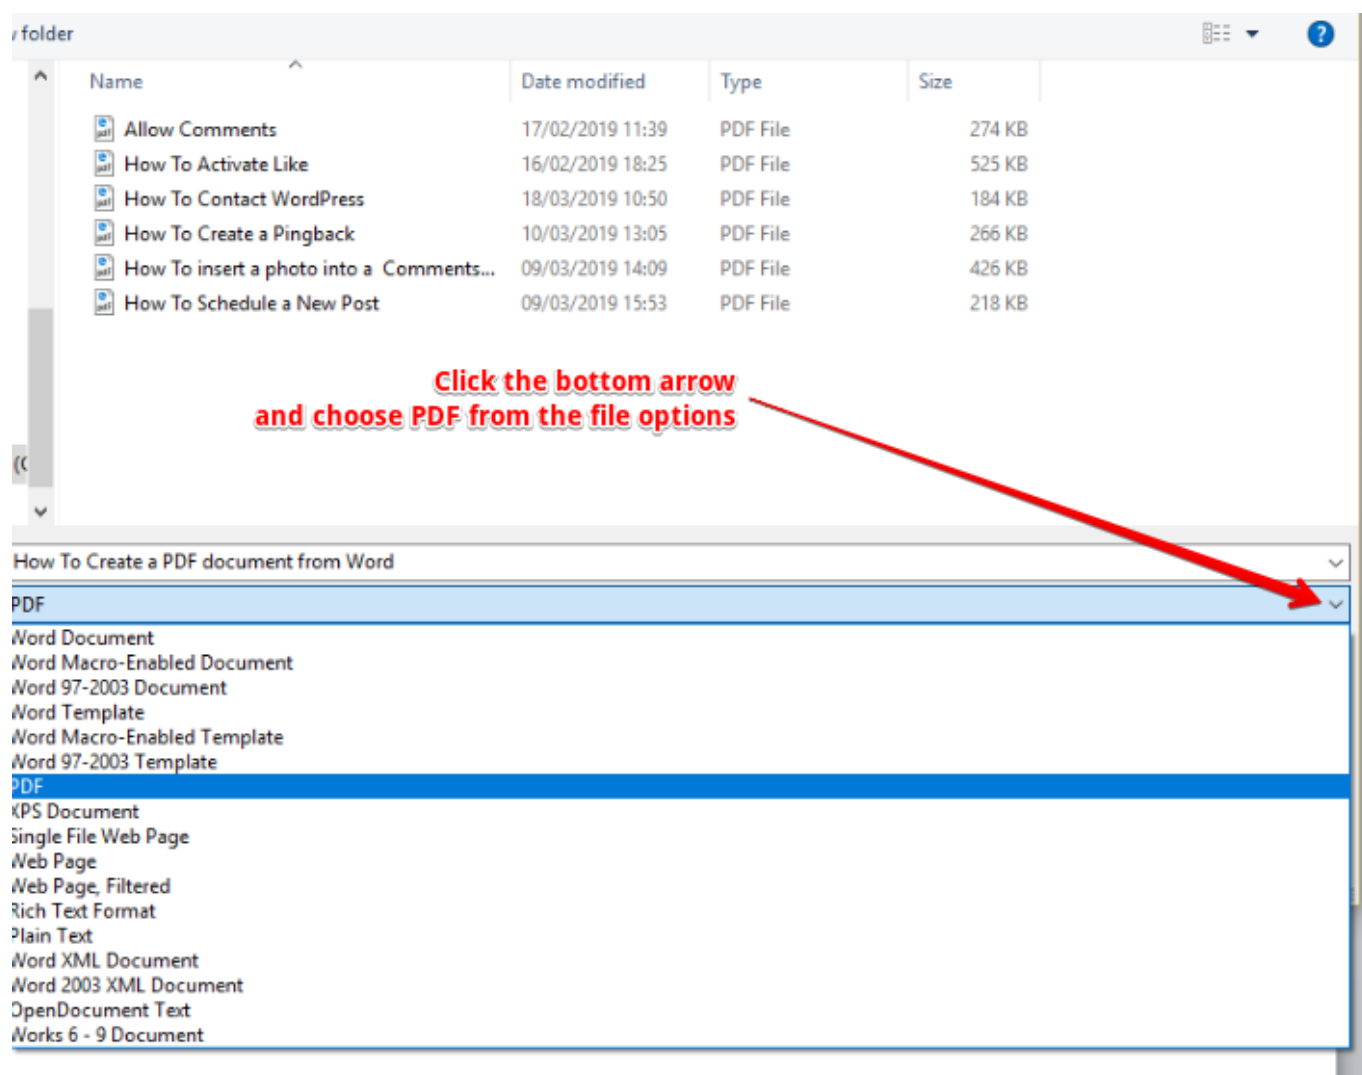 folder
Name Date modified Type Size
Allow Comments 17/02/2019 11:39 PDF File 274 KB
How To Activate Like 16/02/2019 18:25 PDF File 525 KB
How To Contact WordPress 18/03/2019 10:50 PDF File 184 KB
How To Create a Pingback 10/03/2019 13:05 PDF File 266 KB
How To insert a photo into a Comments... 09/03/2019 14:09 PDF File 426 KB
How To Schedule a New Post 09/03/2019 15:53 PDF File 218 KB
Click the bottom arrow
and choose PDF from the file options
How To Create a PDF document from Word
PDF
Word Document
Word Macro-Enabled Document
Word 97-2003 Document
Word Template
Word Macro-Enabled Template
Word 97-2003 Template
PDF
XPS Document
Single File Web Page
Web Page
Web Page, Filtered
Rich Text Format
Plain Text
Word XML Document
Word 2003 XML Document
OpenDocument Text
Works 6 - 9 Document